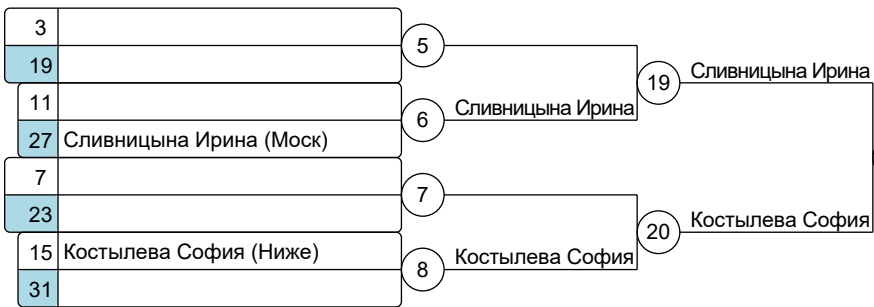 3
5
19
19 Сливницына Ирина
11
6 Сливницына Ирина
27 Сливницына Ирина (Моск)
7
7
23
20 Костылева София
15 Костылева София (Ниже)
8 Костылева София
31